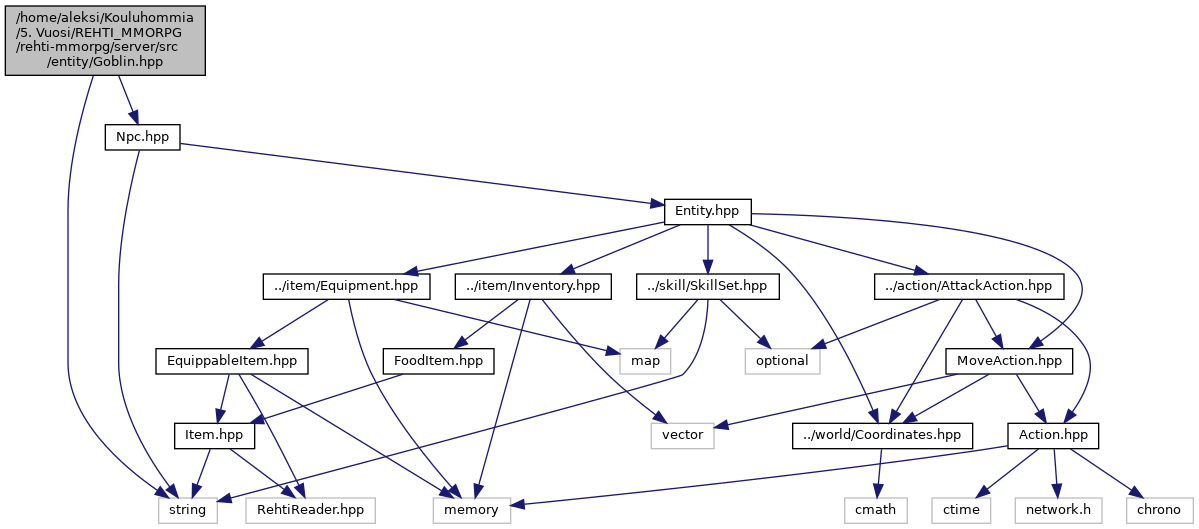 /home/aleksi/Kouluhommia
/5. Vuosi/REHTI_MMORPG
/rehti-mmorpg/server/src
/entity/Goblin.hpp
Npc.hpp
Entity.hpp
../item/Equipment.hpp
../item/Inventory.hpp
../skill/SkillSet.hpp
../action/AttackAction.hpp
EquippableItem.hpp
FoodItem.hpp
map
optional
MoveAction.hpp
Item.hpp
vector
../world/Coordinates.hpp
Action.hpp
string
RehtiReader.hpp
memory
cmath
ctime
network.h
chrono